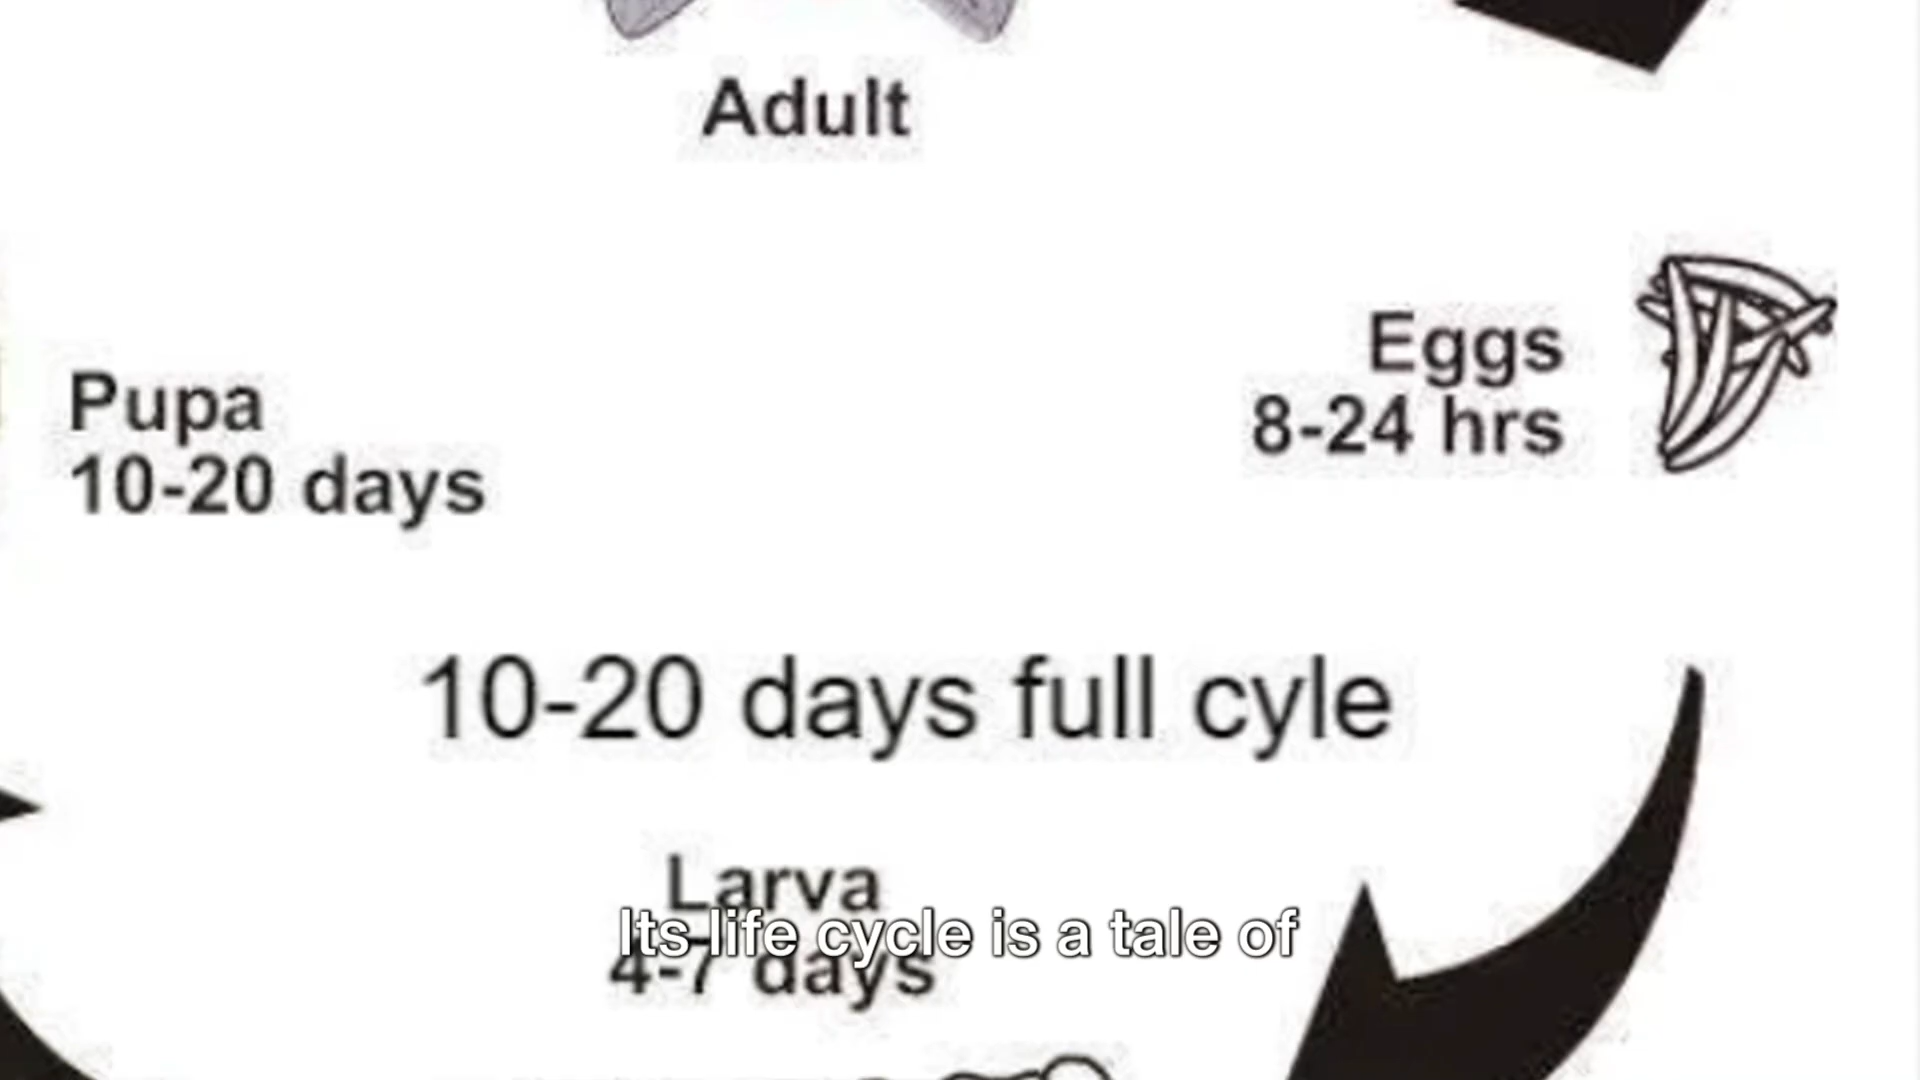 Adult
Eggs
8-24 hrs
Pupa
10-20 days
10-20 days full cyle
Larva
4-7 days
Its life cycle is a tale of